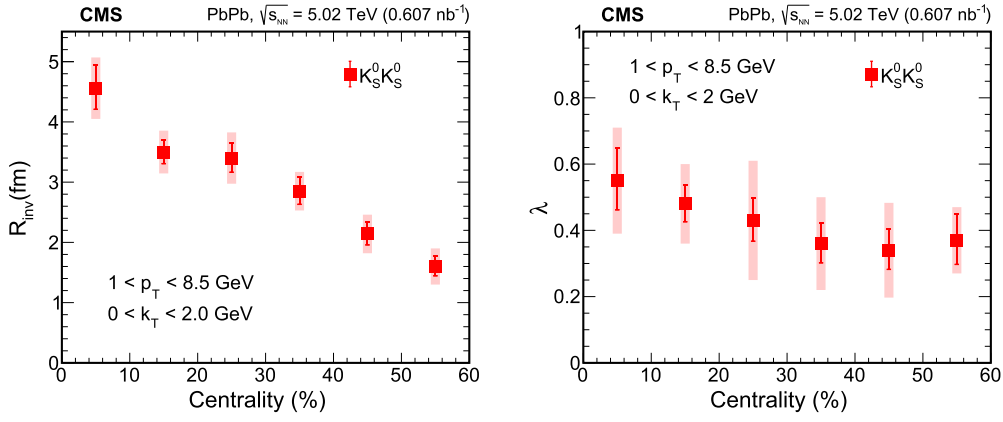 CMS PbPb, √s_NN = 5.02 TeV (0.607 nb⁻¹)
R_inv(fm)
5
4
3
2
1
0
K⁰_S K⁰_S
1 < p_T < 8.5 GeV
0 < k_T < 2.0 GeV
0 10 20 30 40 50 60
Centrality (%)
CMS PbPb, √s_NN = 5.02 TeV (0.607 nb⁻¹)
λ
1
0.8
0.6
0.4
0.2
0
1 < p_T < 8.5 GeV
0 < k_T < 2 GeV
K⁰_S K⁰_S
0 10 20 30 40 50 60
Centrality (%)